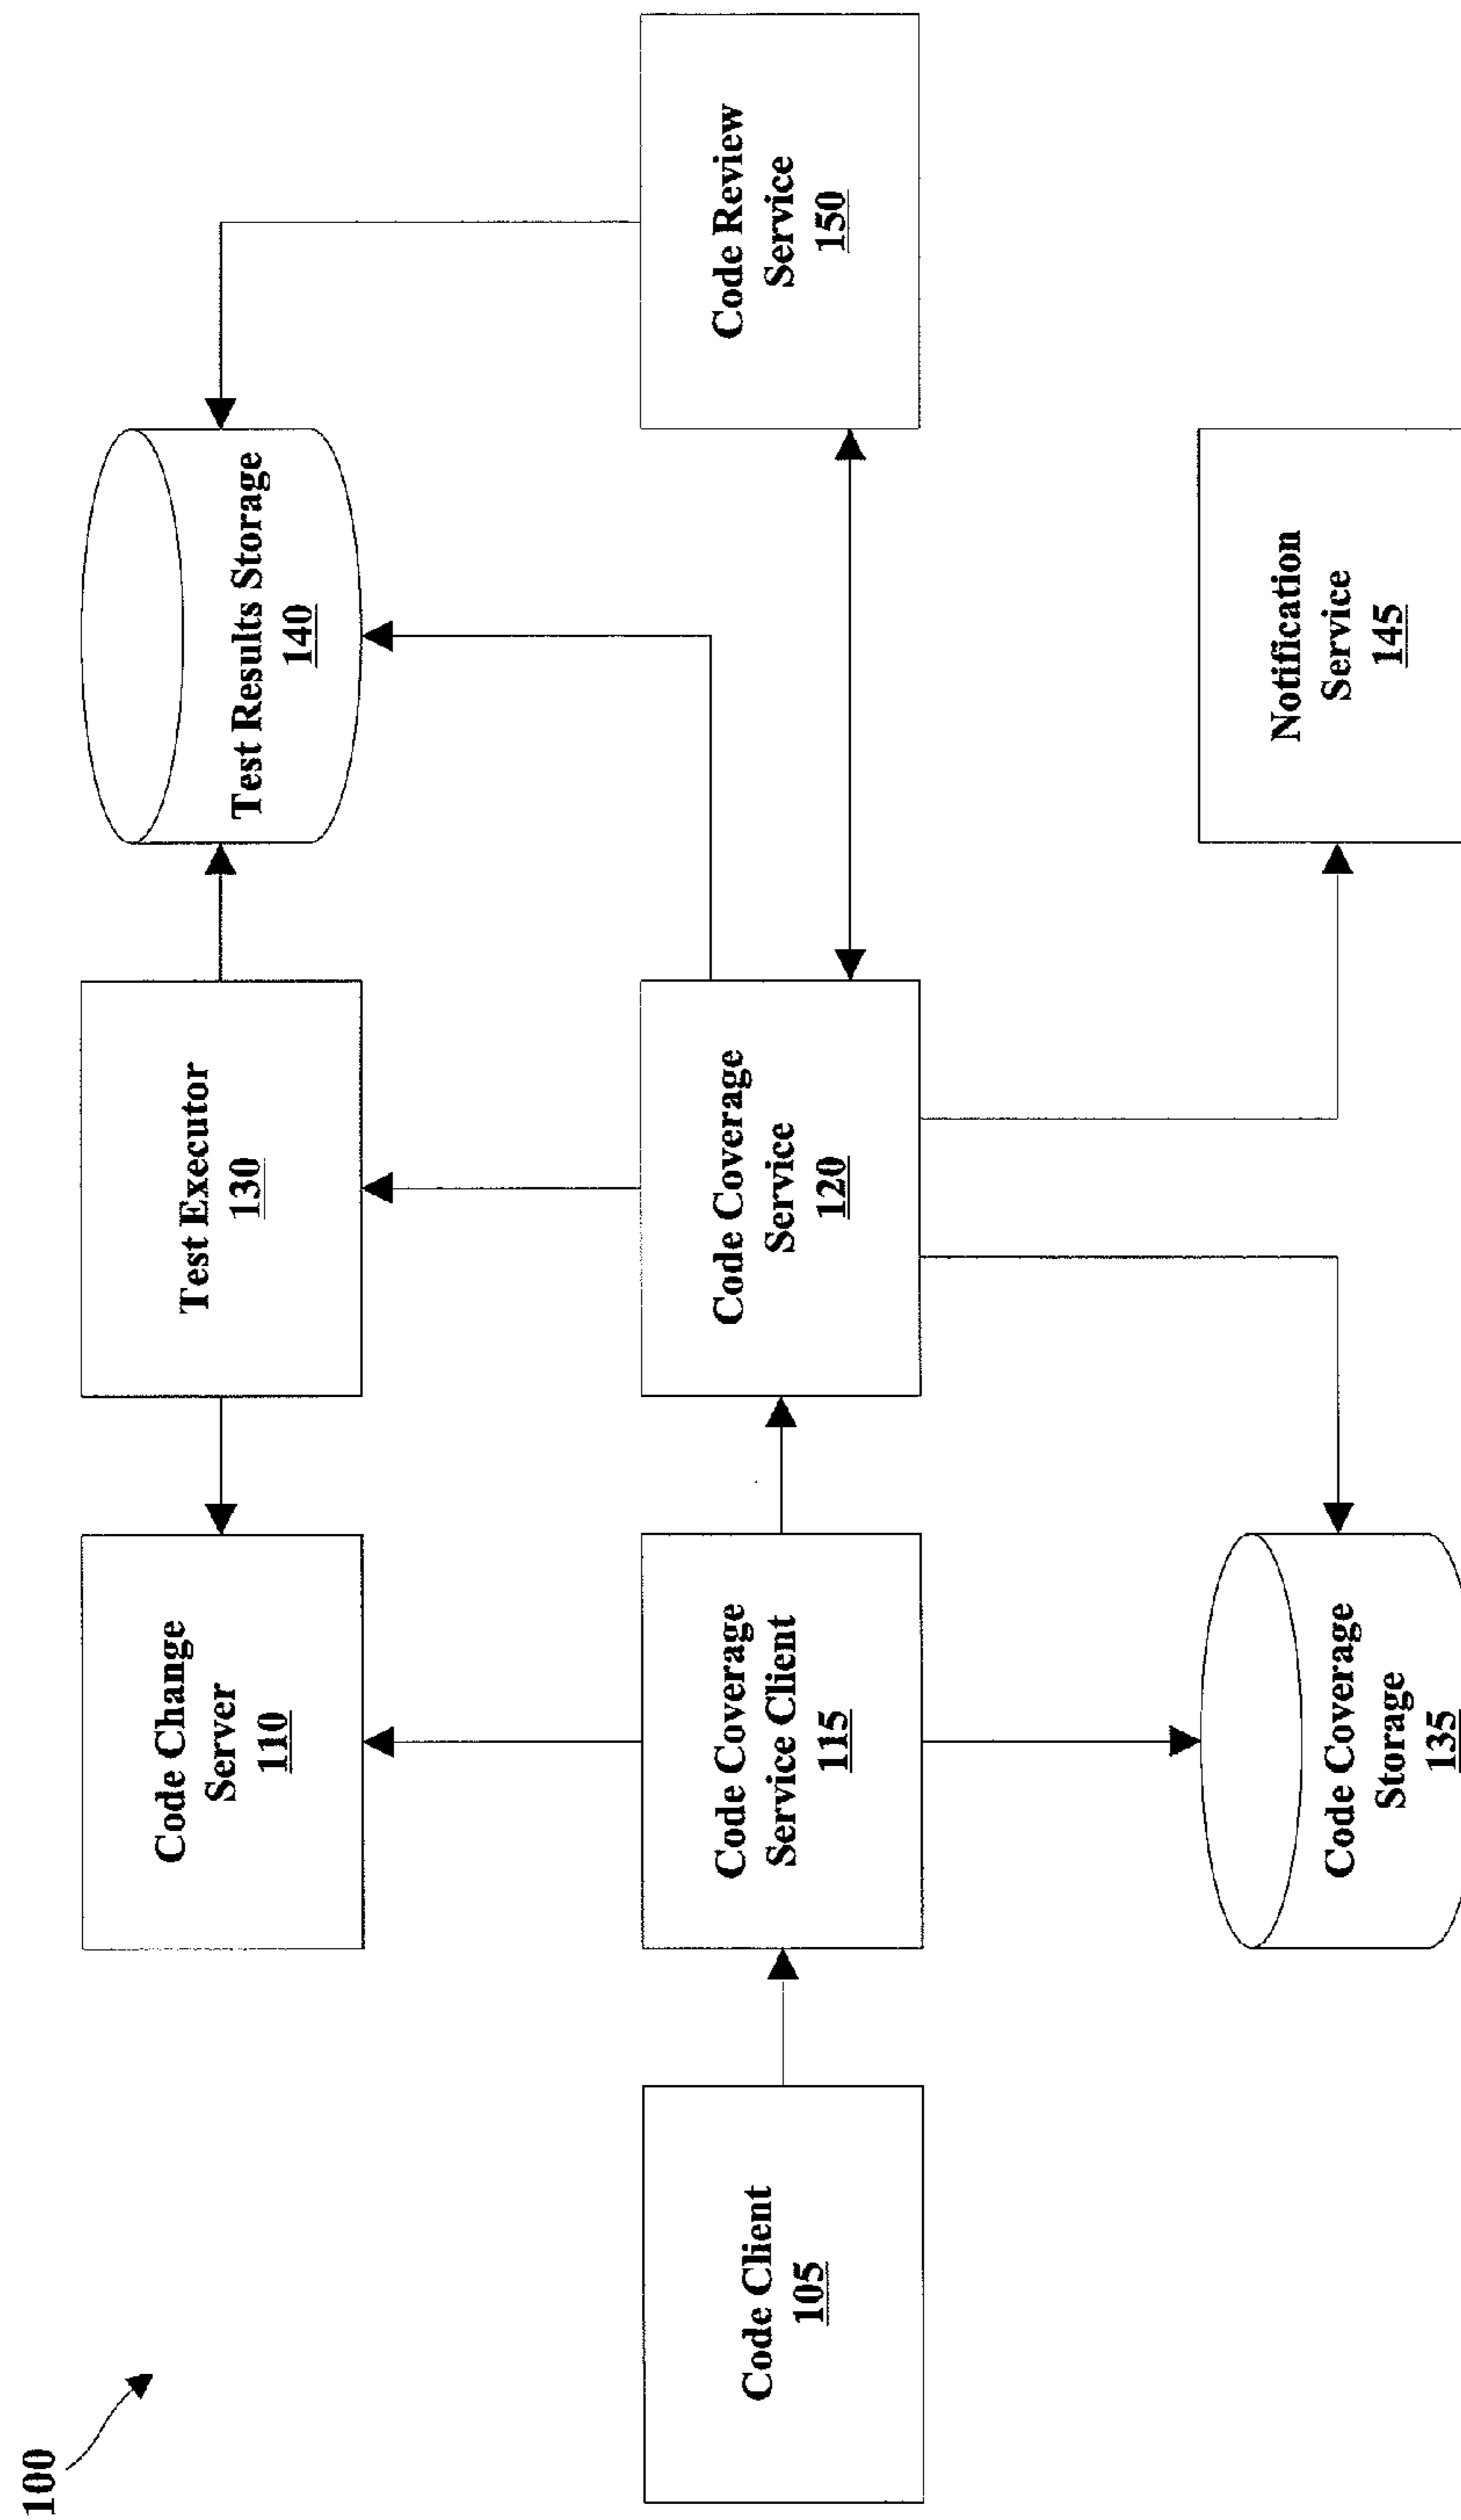 100
Code Change
Server
110
Test Executor
130
Test Results Storage
140
Code Client
105
Code Coverage
Service Client
115
Code Coverage
Service
120
Code Review
Service
150
Code Coverage
Storage
135
Notification
Service
145